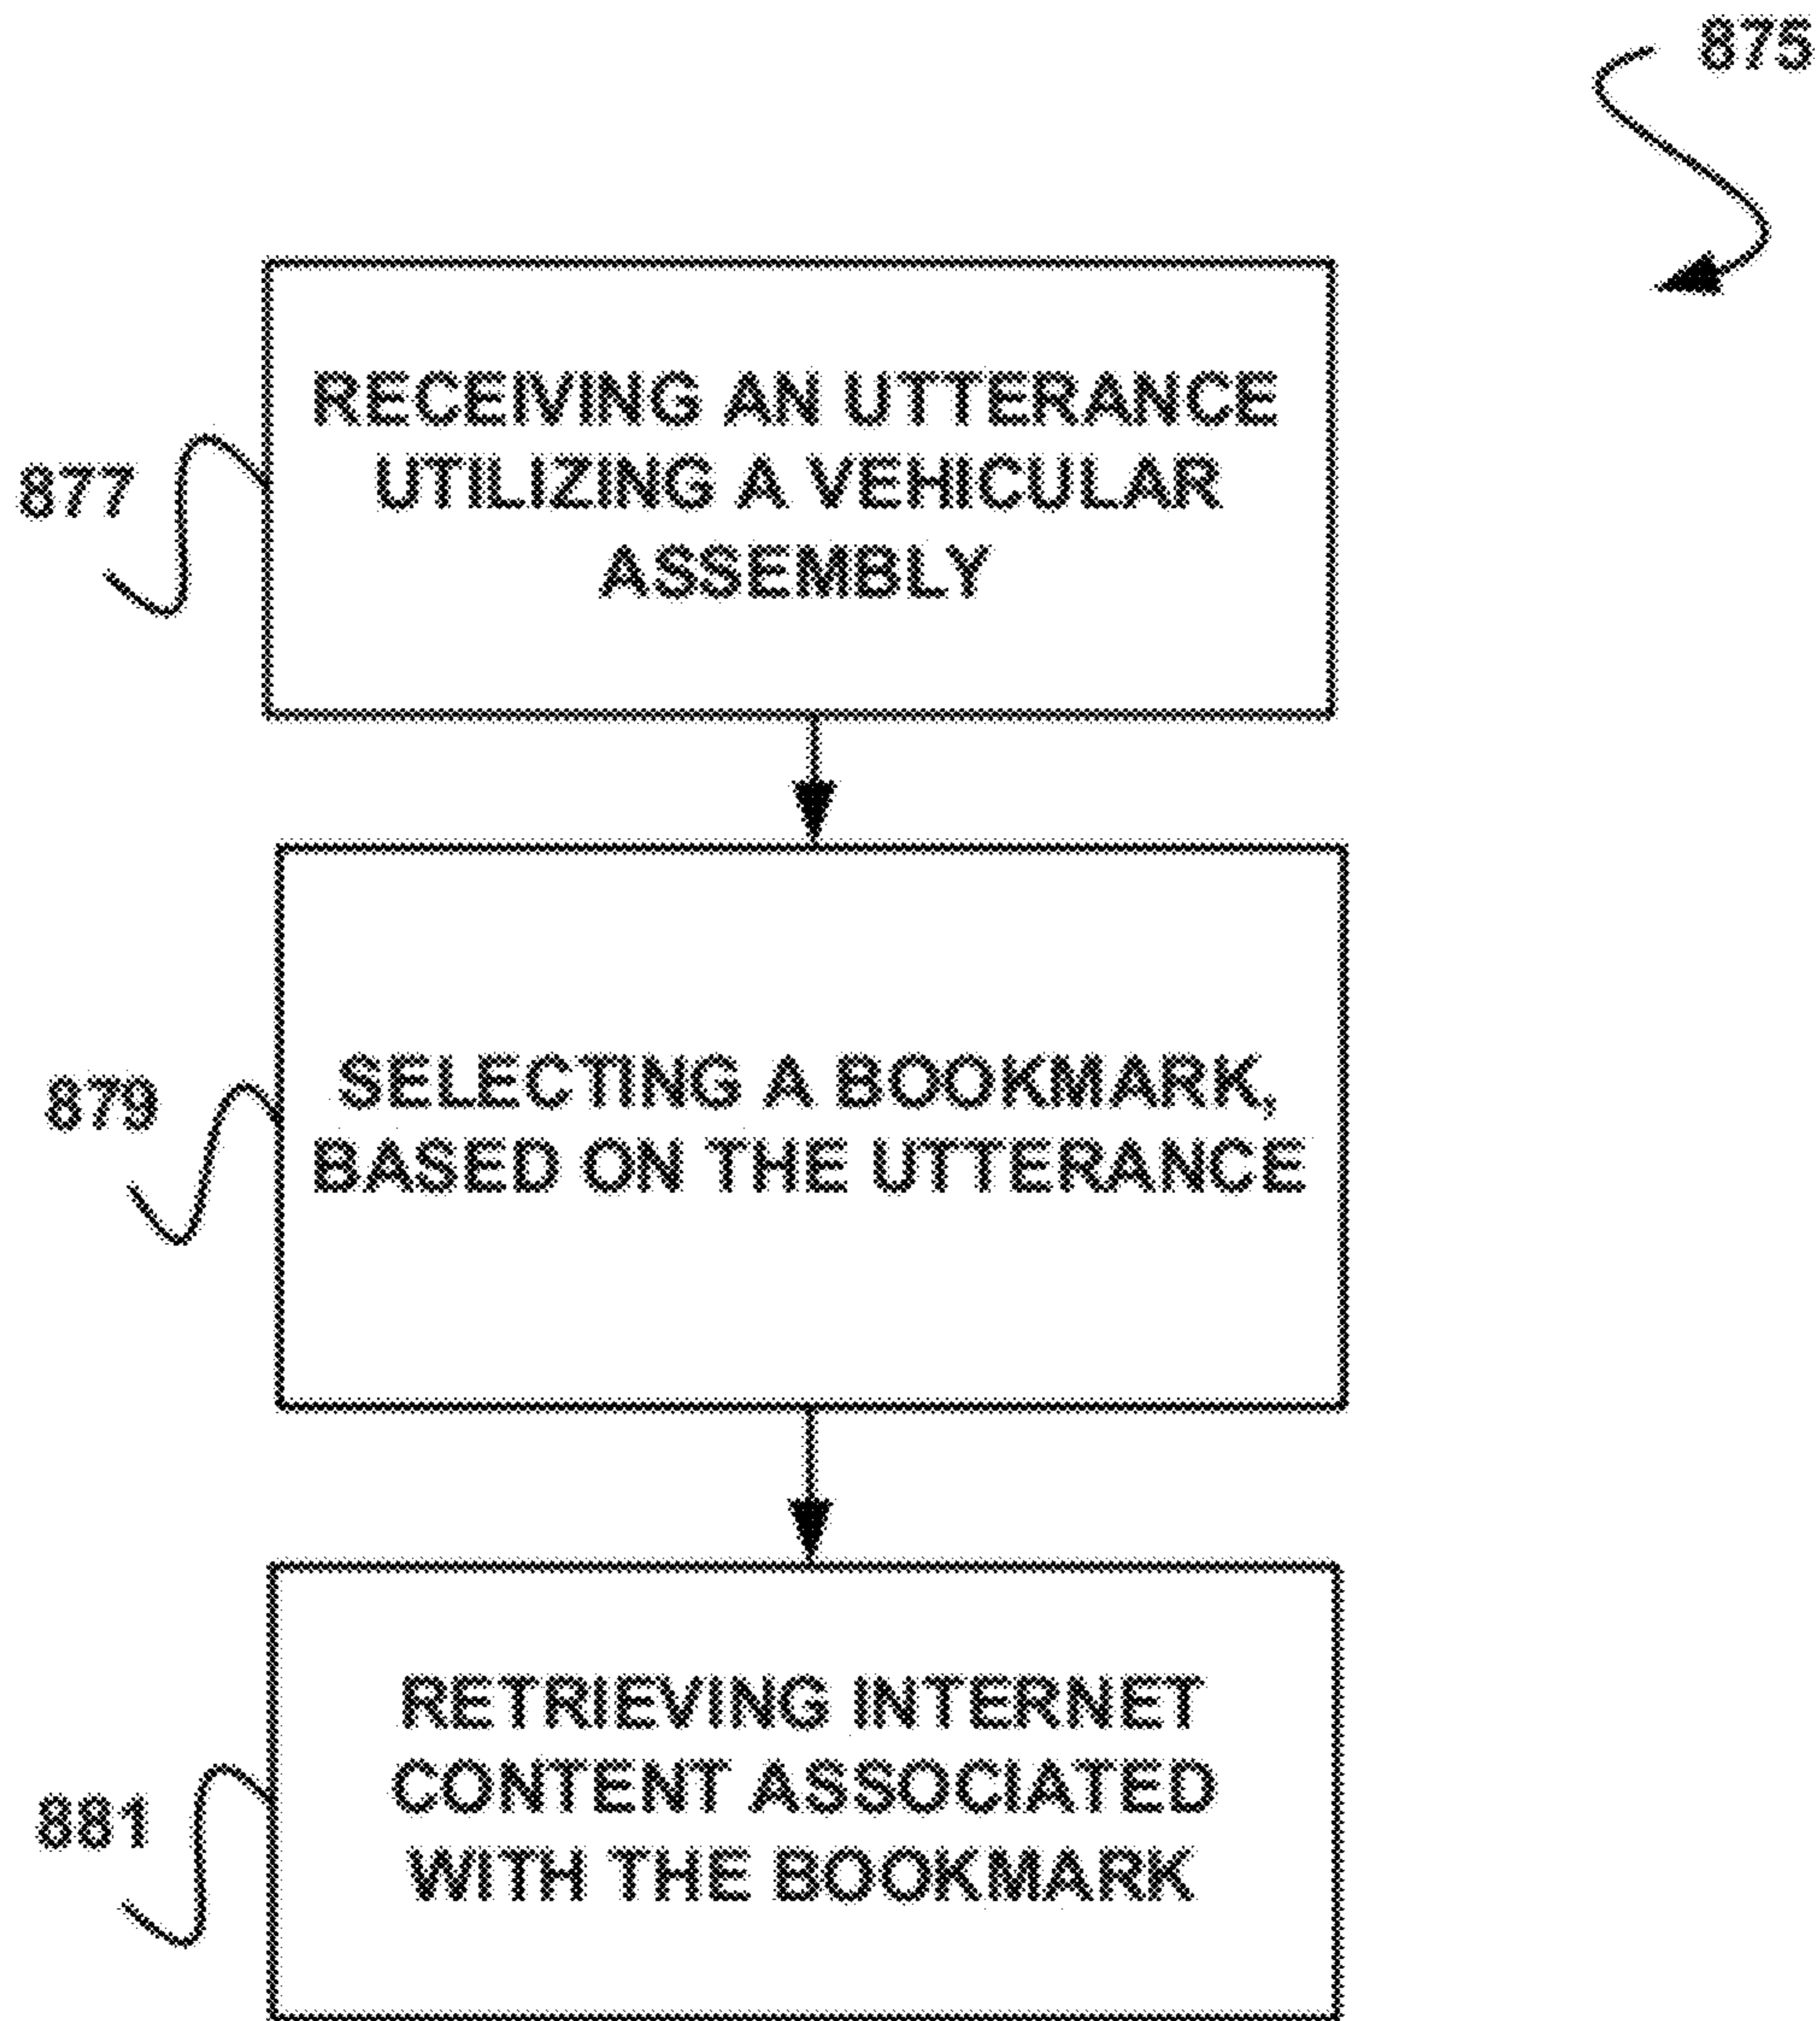 875
RECEIVING AN UTTERANCE
UTILIZING A VEHICULAR
ASSEMBLY
877
SELECTING A BOOKMARK,
BASED ON THE UTTERANCE
879
RETRIEVING INTERNET
CONTENT ASSOCIATED
WITH THE BOOKMARK
881